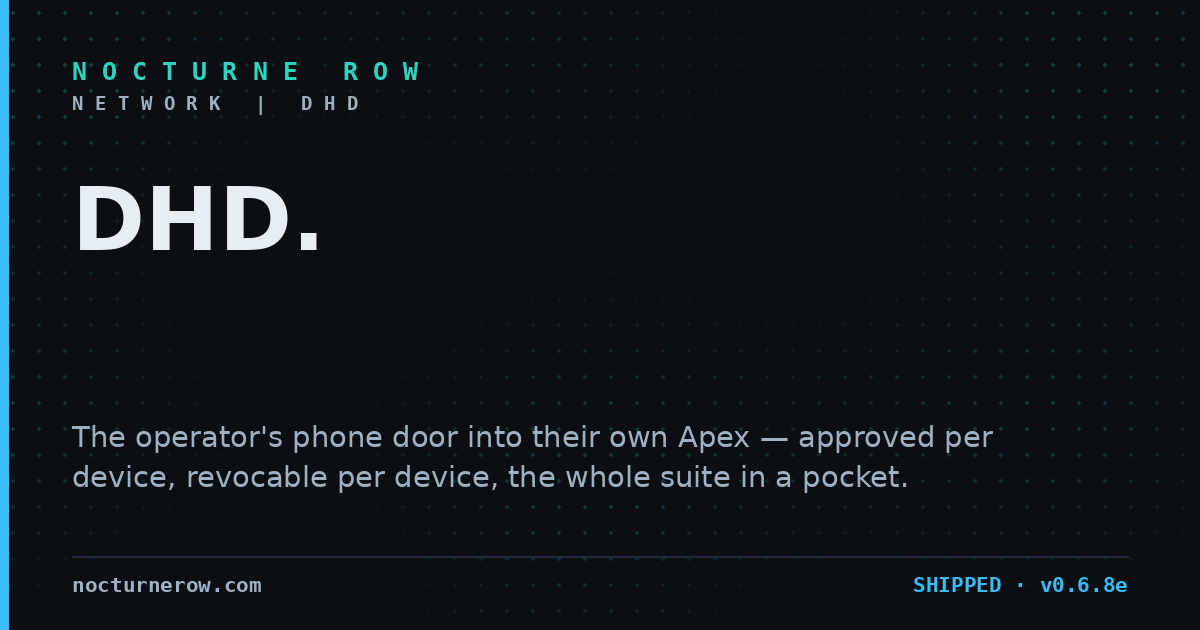 NOCTURNE ROW
NETWORK | DHD
DHD.
The operator's phone door into their own Apex — approved per
device, revocable per device, the whole suite in a pocket.
nocturnerow.com
SHIPPED · v0.6.8e